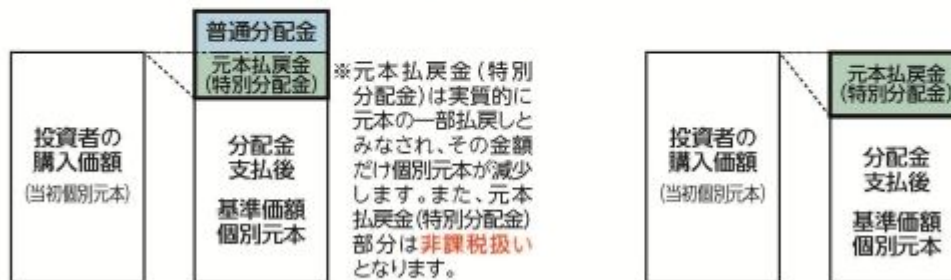 普通分配金
元本払戻金
(特別分配金)
投資者の
購入価額
(当初個別元本)
分配金
支払後
基準価額
個別元本
※元本払戻金(特別
分配金)は実質的に
元本の一部払戻しと
みなされ、その金額
だけ個別元本が減少
します。また、元本
払戻金(特別分配金)
部分は非課税扱い
となります。
投資者の
購入価額
(当初個別元本)
元本払戻金
(特別分配金)
分配金
支払後
基準価額
個別元本